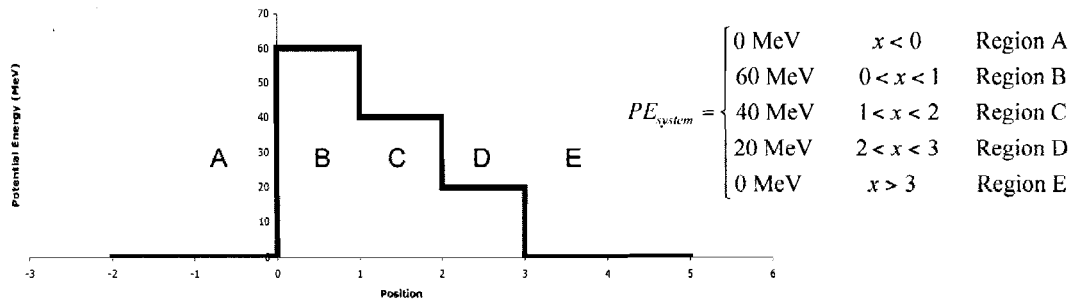 Potential Energy (MeV)
70
60
50
40
30
20
10
0
-3 -2 -1 0 1 2 3 4 5 6
Position
A B C D E
PE_system =
0 MeV x < 0 Region A
60 MeV 0 < x < 1 Region B
40 MeV 1 < x < 2 Region C
20 MeV 2 < x < 3 Region D
0 MeV x > 3 Region E